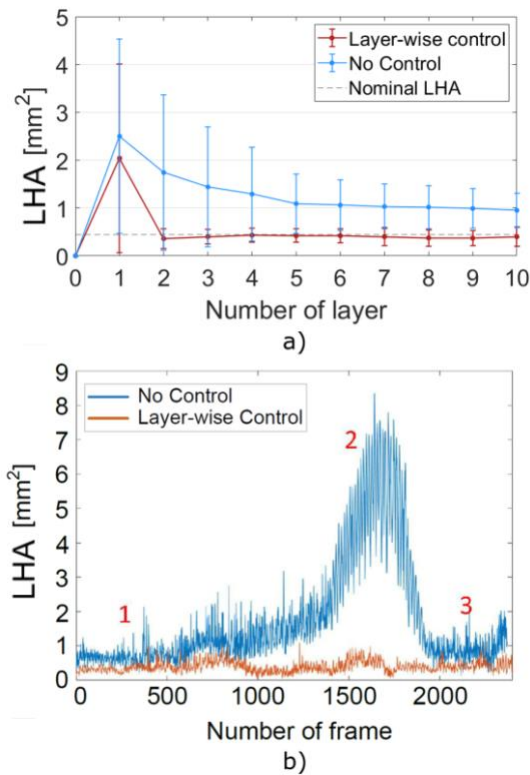 5
4
3
2
1
0
LHA [mm²]
Layer-wise control
No Control
Nominal LHA
0 1 2 3 4 5 6 7 8 9 10
Number of layer
a)
9
8
7
6
5
4
3
2
1
0
LHA [mm²]
No Control
Layer-wise Control
1
2
3
0 500 1000 1500 2000
Number of frame
b)